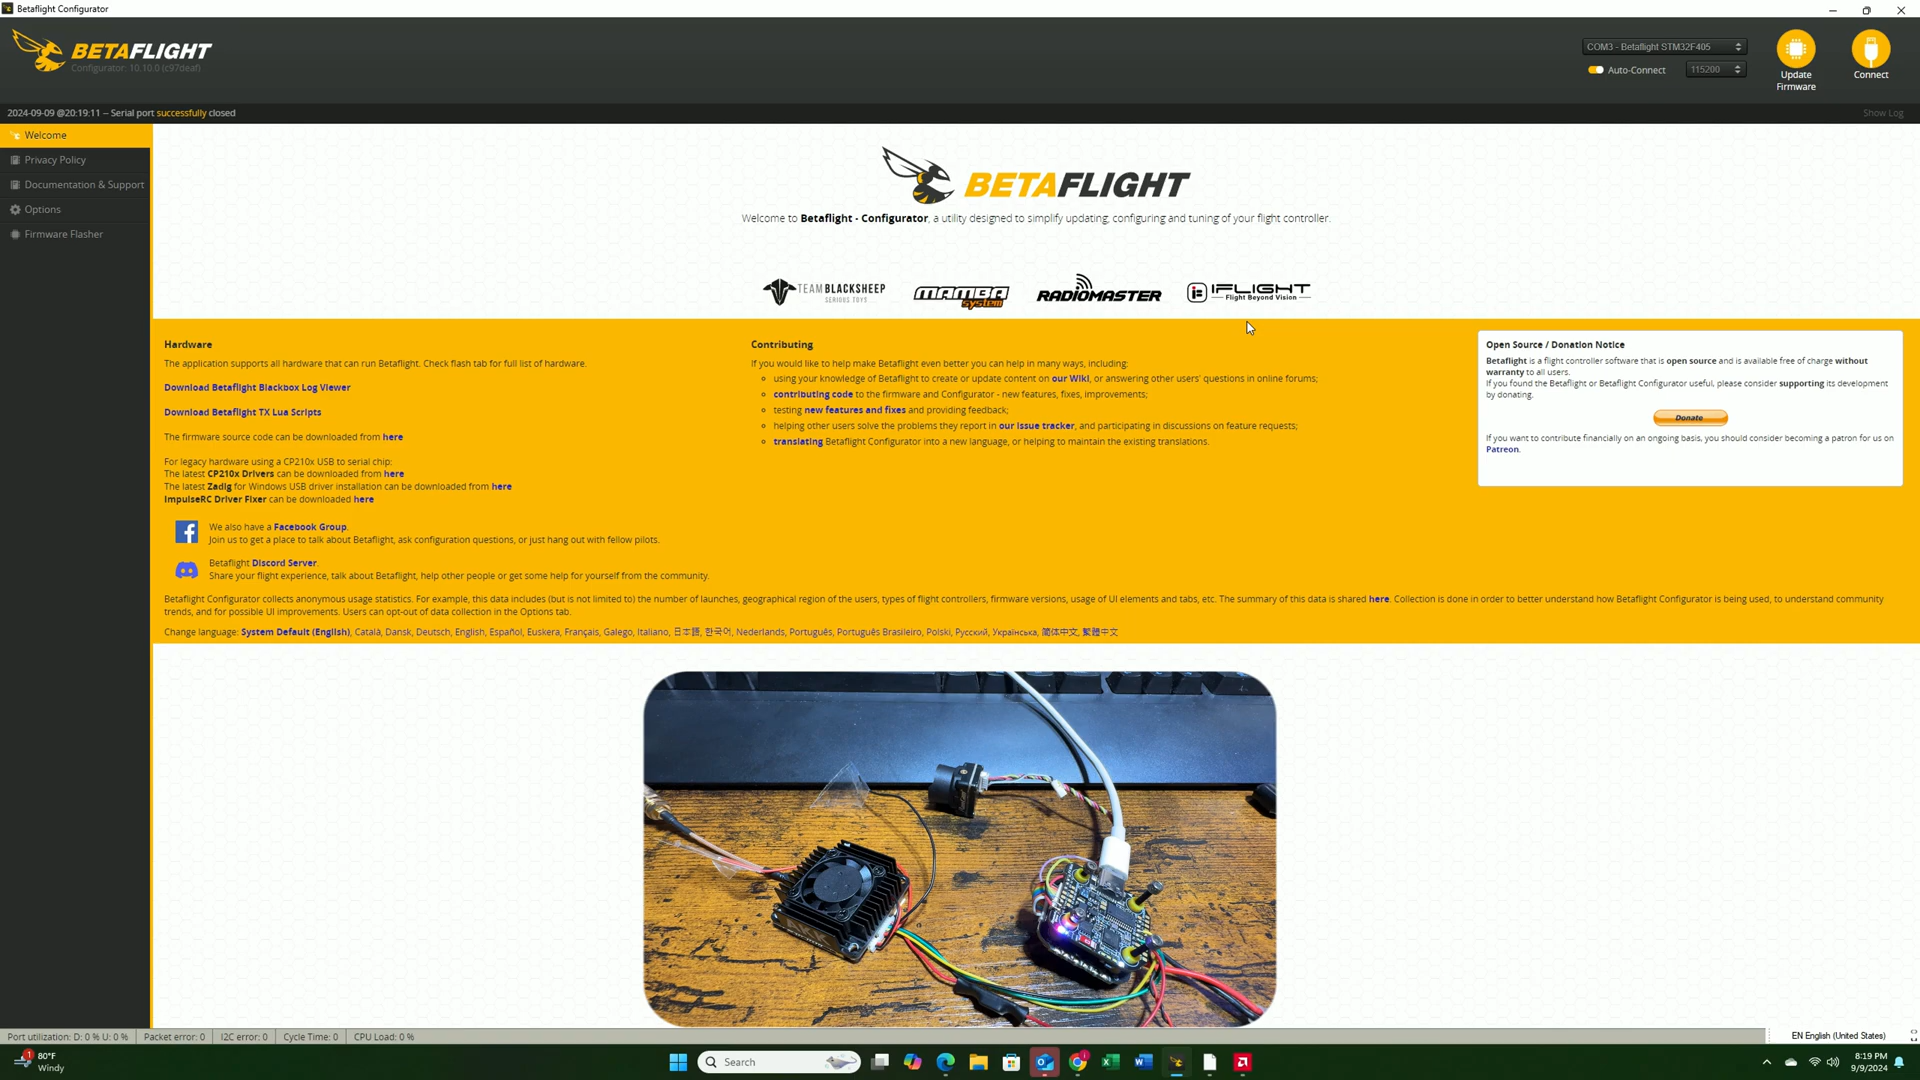 Betaflight Configurator
BETAFLIGHT
Configurator: 10.10.0 (c97deaf)
COM3 - Betaflight STM32F405
Auto-Connect
115200
Update
Firmware
Connect
2024-09-09 @20:19:11 -- Serial port successfully closed
Show Log
Welcome
Privacy Policy
Documentation & Support
Options
Firmware Flasher
BETAFLIGHT
Welcome to Betaflight - Configurator, a utility designed to simplify updating, configuring and tuning of your flight controller.
TEAM BLACKSHEEP
SERIOUS TOYS
MAMBA
system
RADIOMASTER
IFLIGHT
Flight Beyond Vision
Hardware
The application supports all hardware that can run Betaflight. Check flash tab for full list of hardware.
Download Betaflight Blackbox Log Viewer
Download Betaflight TX Lua Scripts
The firmware source code can be downloaded from here
For legacy hardware using a CP210x USB to serial chip:
The latest CP210x Drivers can be downloaded from here
The latest Zadig for Windows USB driver installation can be downloaded from here
ImpulseRC Driver Fixer can be downloaded here
We also have a Facebook Group.
Join us to get a place to talk about Betaflight, ask configuration questions, or just hang out with fellow pilots.
Betaflight Discord Server.
Share your flight experience, talk about Betaflight, help other people or get some help for yourself from the community.
Contributing
If you would like to help make Betaflight even better you can help in many ways, including:
using your knowledge of Betaflight to create or update content on our Wiki, or answering other users' questions in online forums;
contributing code to the firmware and Configurator - new features, fixes, improvements;
testing new features and fixes and providing feedback;
helping other users solve the problems they report in our issue tracker, and participating in discussions on feature requests;
translating Betaflight Configurator into a new language, or helping to maintain the existing translations.
Open Source / Donation Notice
Betaflight is a flight controller software that is open source and is available free of charge without
warranty to all users.
If you found the Betaflight or Betaflight Configurator useful, please consider supporting its development
by donating.
Donate
If you want to contribute financially on an ongoing basis, you should consider becoming a patron for us on
Patreon.
Betaflight Configurator collects anonymous usage statistics. For example, this data includes (but is not limited to) the number of launches, geographical region of the users, types of flight controllers, firmware versions, usage of UI elements and tabs, etc. The summary of this data is shared here. Collection is done in order to better understand how Betaflight Configurator is being used, to understand community
trends, and for possible UI improvements. Users can opt-out of data collection in the Options tab.
Change language: System Default (English), Català, Dansk, Deutsch, English, Español, Euskera, Français, Galego, Italiano, 日本語, 한국어, Nederlands, Português, Português Brasileiro, Polski, Русский, Українська, 简体中文, 繁體中文
Port utilization: D: 0 % U: 0 %
Packet error: 0
I2C error: 0
Cycle Time: 0
CPU Load: 0 %
EN English (United States)
1
80°F
Windy
Search
8:19 PM
9/9/2024